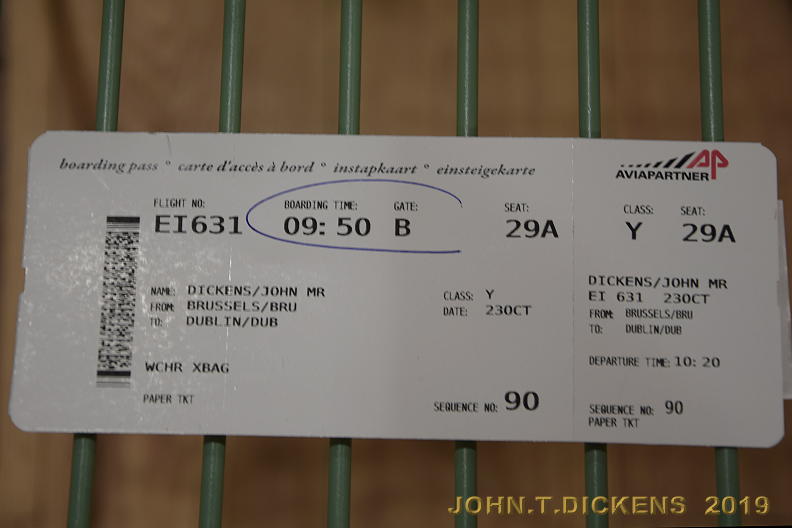 boarding pass ° carte d'accès à bord ° instapkaart ° einsteigekarte
AP
AVIAPARTNER
FLIGHT NO: BOARDING TIME: GATE: SEAT:
EI631 09: 50 B 29A
CLASS: SEAT:
Y 29A
NAME: DICKENS/JOHN MR
FROM: BRUSSELS/BRU
TO: DUBLIN/DUB
CLASS: Y
DATE: 23OCT
WCHR XBAG
PAPER TKT
SEQUENCE NO: 90
DICKENS/JOHN MR
EI 631 23OCT
FROM: BRUSSELS/BRU
TO: DUBLIN/DUB
DEPARTURE TIME: 10: 20
SEQUENCE NO: 90
PAPER TKT
JOHN.T.DICKENS 2019